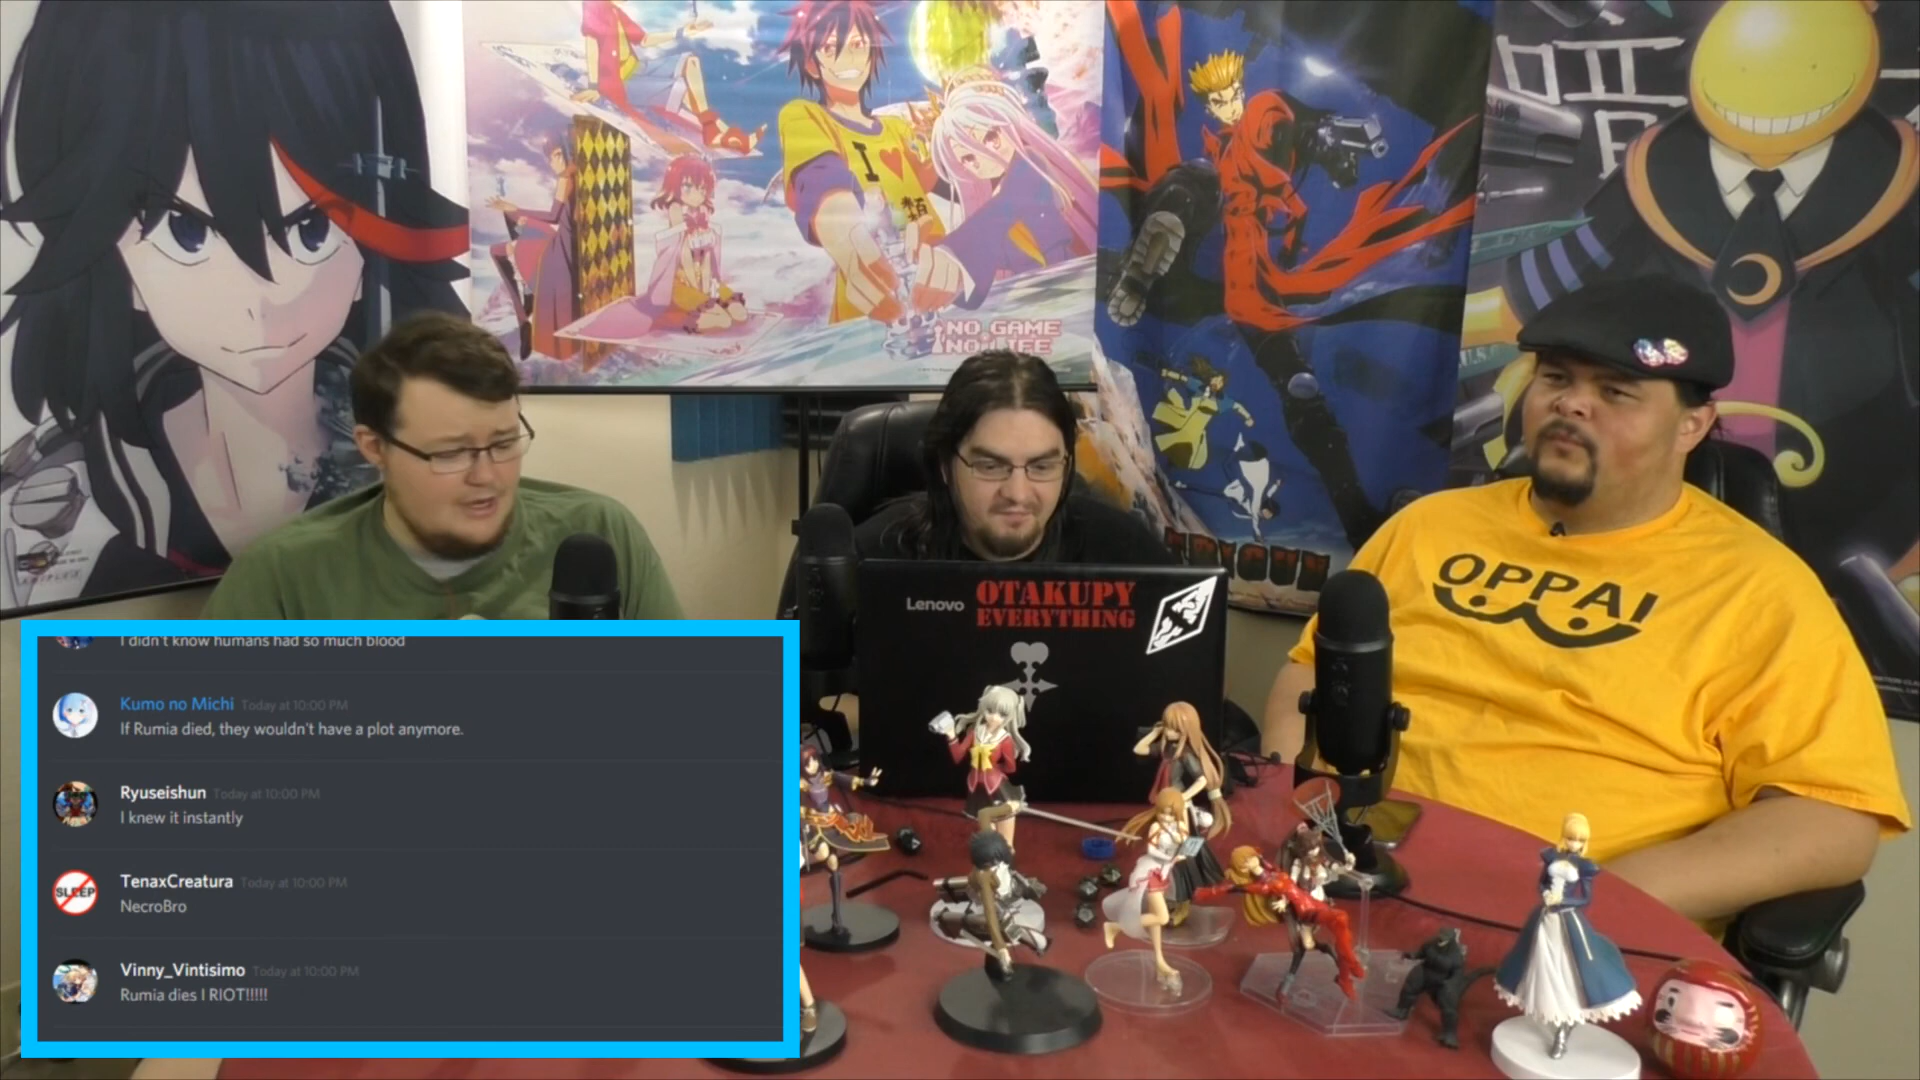 I ♥
類
NO GAME
NO LIFE
TRIGUN
OPPAI
Lenovo
OTAKUPY
EVERYTHING
I didn't know humans had so much blood
Kumo no Michi Today at 10:00 PM
If Rumia died, they wouldn't have a plot anymore.
Ryuseishun Today at 10:00 PM
I knew it instantly
SLEEP
TenaxCreatura Today at 10:00 PM
NecroBro
Vinny_Vintisimo Today at 10:00 PM
Rumia dies I RIOT!!!!!